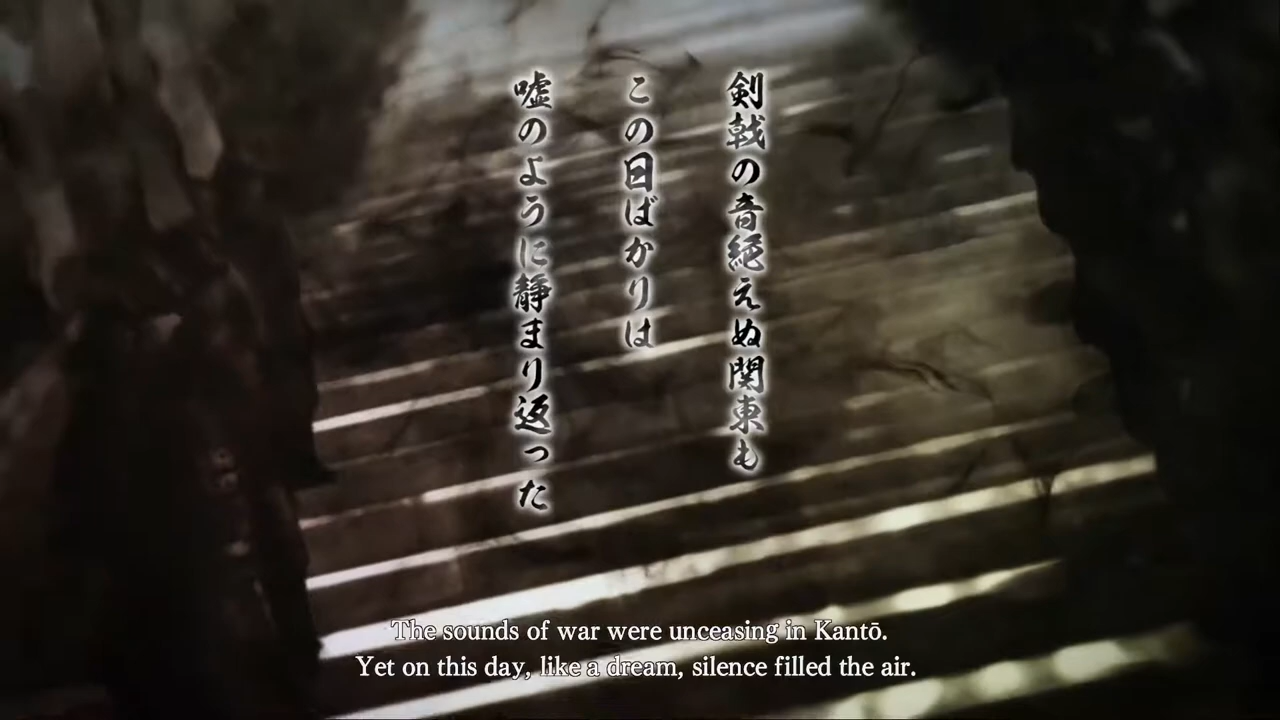 剣戟の音絶えぬ関東も
この日ばかりは
嘘のように静まり返った
The sounds of war were unceasing in Kantō.
Yet on this day, like a dream, silence filled the air.